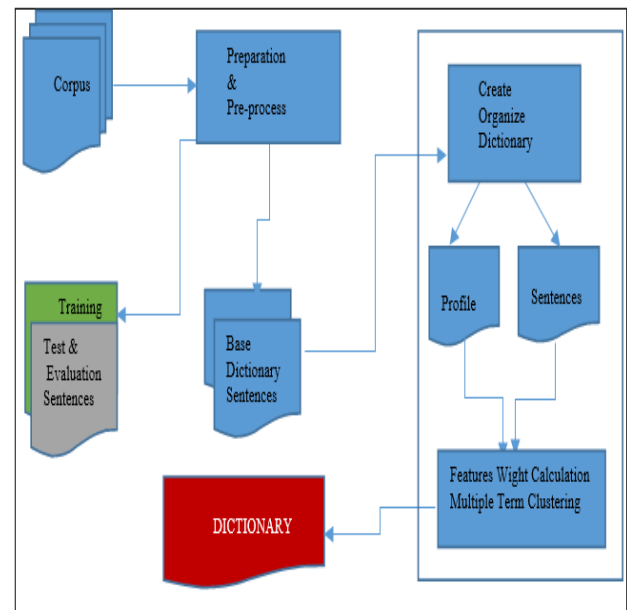 Corpus
Preparation
&
Pre-process
Create
Organize
Dictionary
Training
Test &
Evaluation
Sentences
Base
Dictionary
Sentences
Profile
Sentences
Features Wight Calculation
Multiple Term Clustering
DICTIONARY